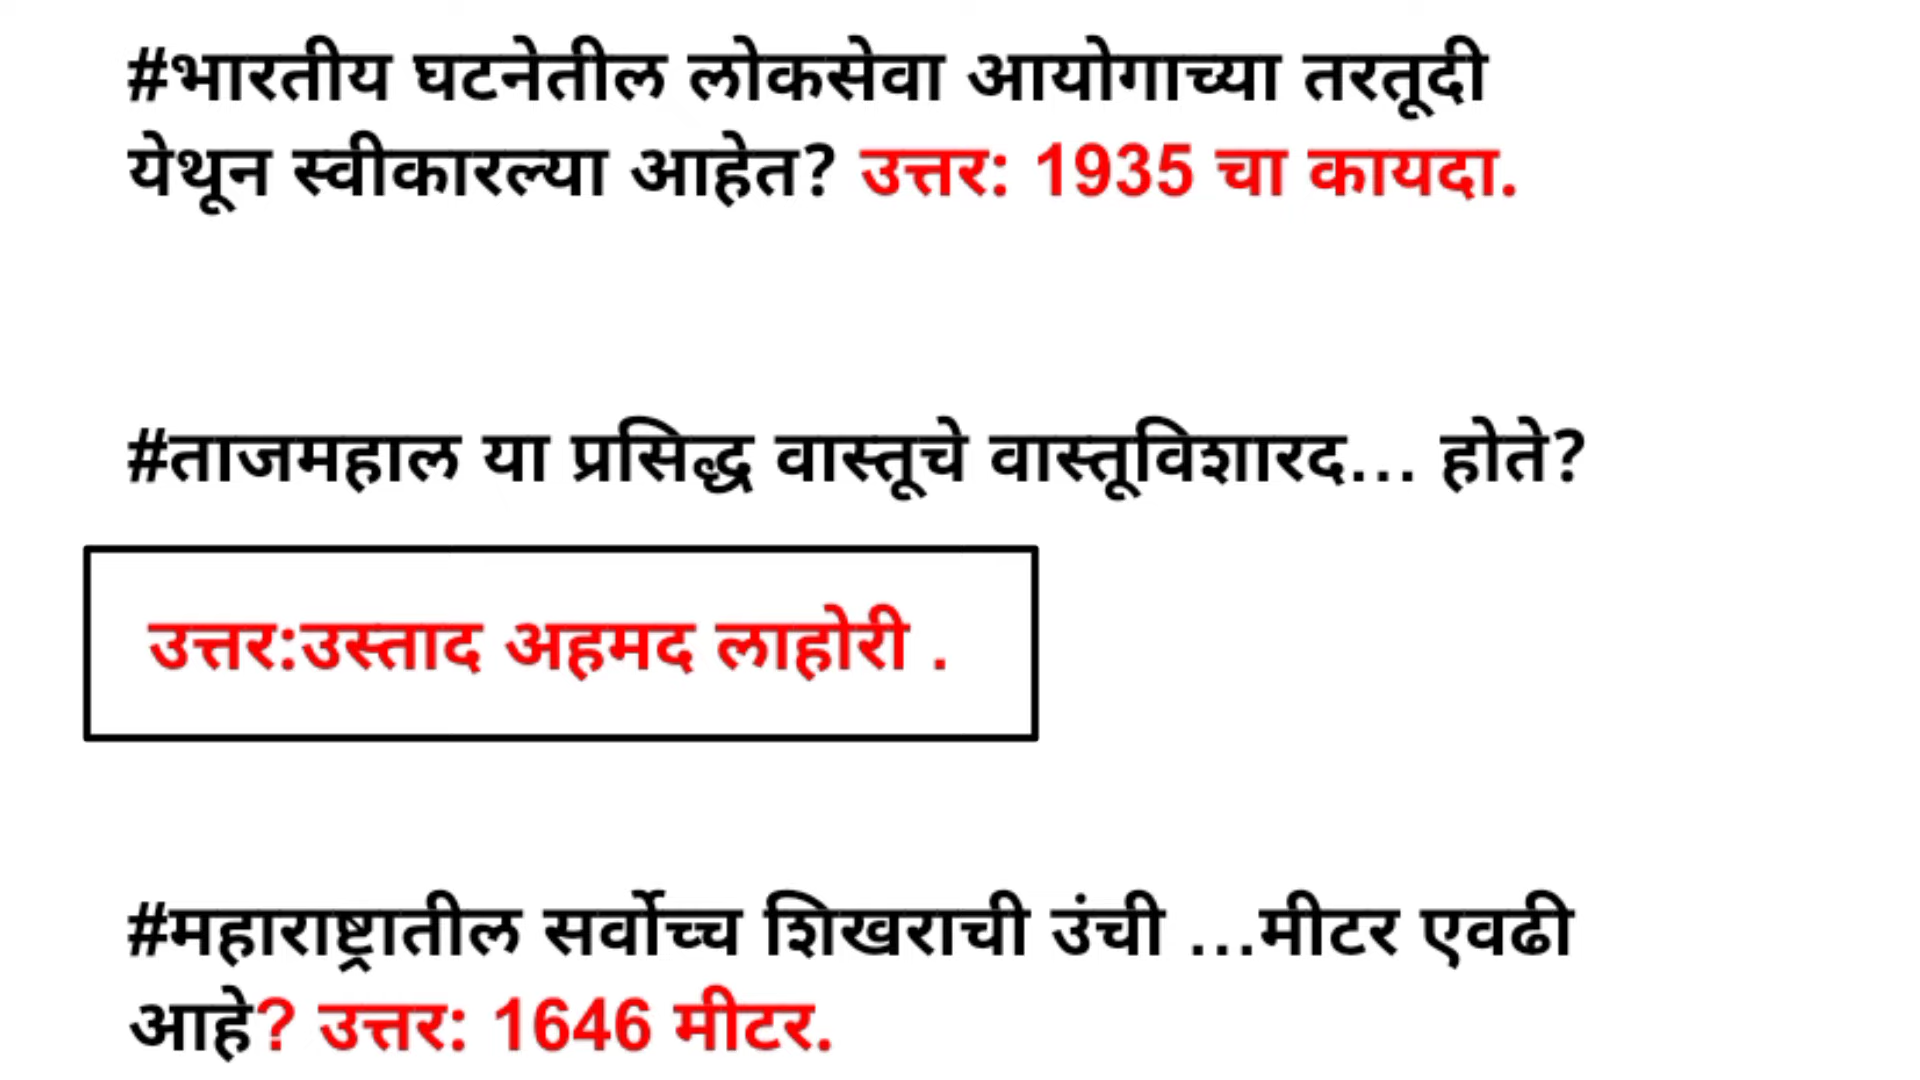 #भारतीय घटनेतील लोकसेवा आयोगाच्या तरतूदी
येथून स्वीकारल्या आहेत? उत्तर: 1935 चा कायदा.
#ताजमहाल या प्रसिद्ध वास्तूचे वास्तूविशारद... होते?
उत्तर:उस्ताद अहमद लाहोरी .
#महाराष्ट्रातील सर्वोच्च शिखराची उंची ...मीटर एवढी
आहे? उत्तर: 1646 मीटर.